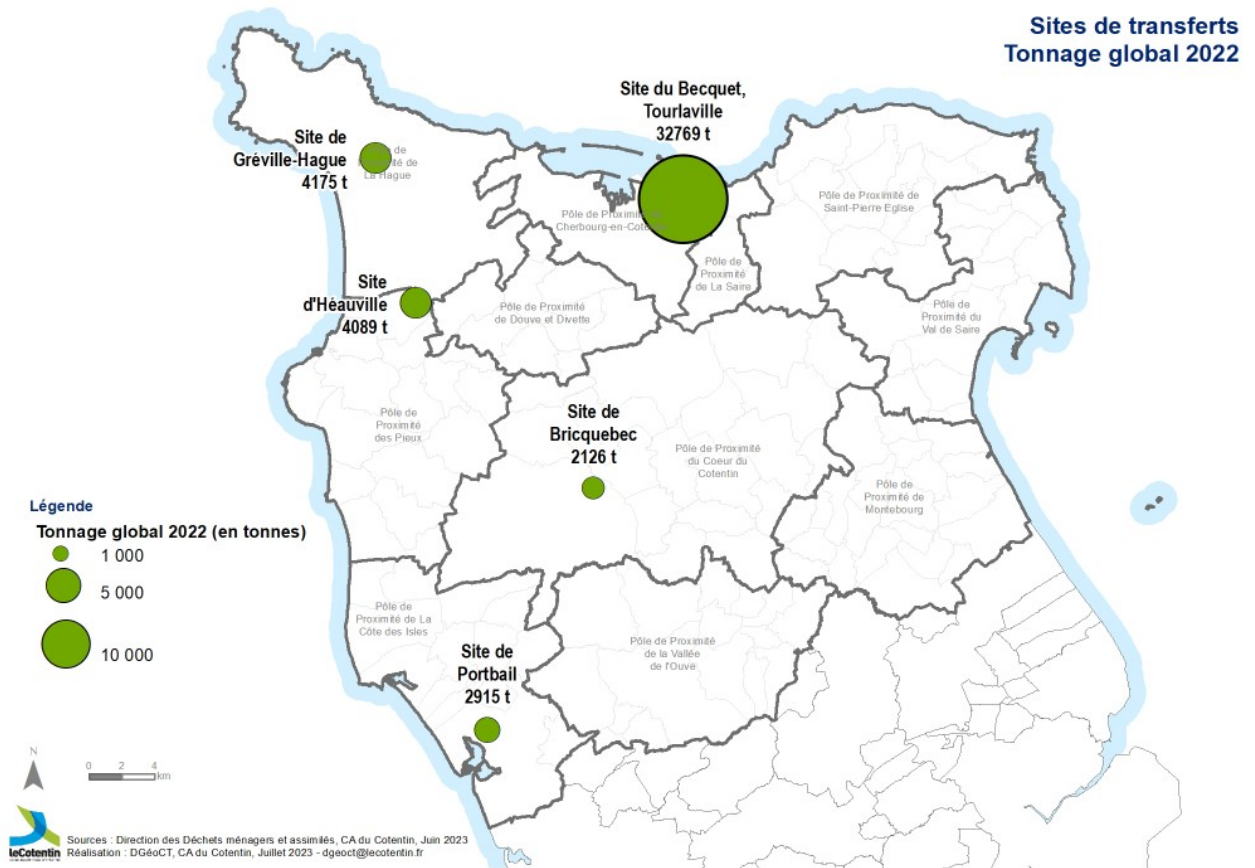 Sites de transferts
Tonnage global 2022
Site du Becquet,
Tourlaville
32769 t
Site de
Gréville-Hague
4175 t
de
ité de
La Hague
Pôle de Proximité de
Saint-Pierre Eglise
Pôle de Proximité
Cherbourg-en-Cote
Pôle de
Proximité
de La Saire
Site
d'Héauville
4089 t
Pôle de Proximité
de Douve et Divette
Pôle de
Proximité du
Val de Saire
Pôle de
Proximité
des Pieux
Site de
Bricquebec
2126 t
Pôle de Proximité
du Coeur du
Cotentin
Pôle de
Proximité de
Montebourg
Légende
Tonnage global 2022 (en tonnes)
1 000
5 000
10 000
Pôle de
Proximité de La
Côte des Isles
Pôle de Proximité
de la Vallée
de l'Ouve
Site de
Portbail
2915 t
N
0 2 4
km
leCotentin
Sources : Direction des Déchets ménagers et assimilés, CA du Cotentin, Juin 2023
Réalisation : DGéoCT, CA du Cotentin, Juillet 2023 - dgeoct@lecotentin.fr